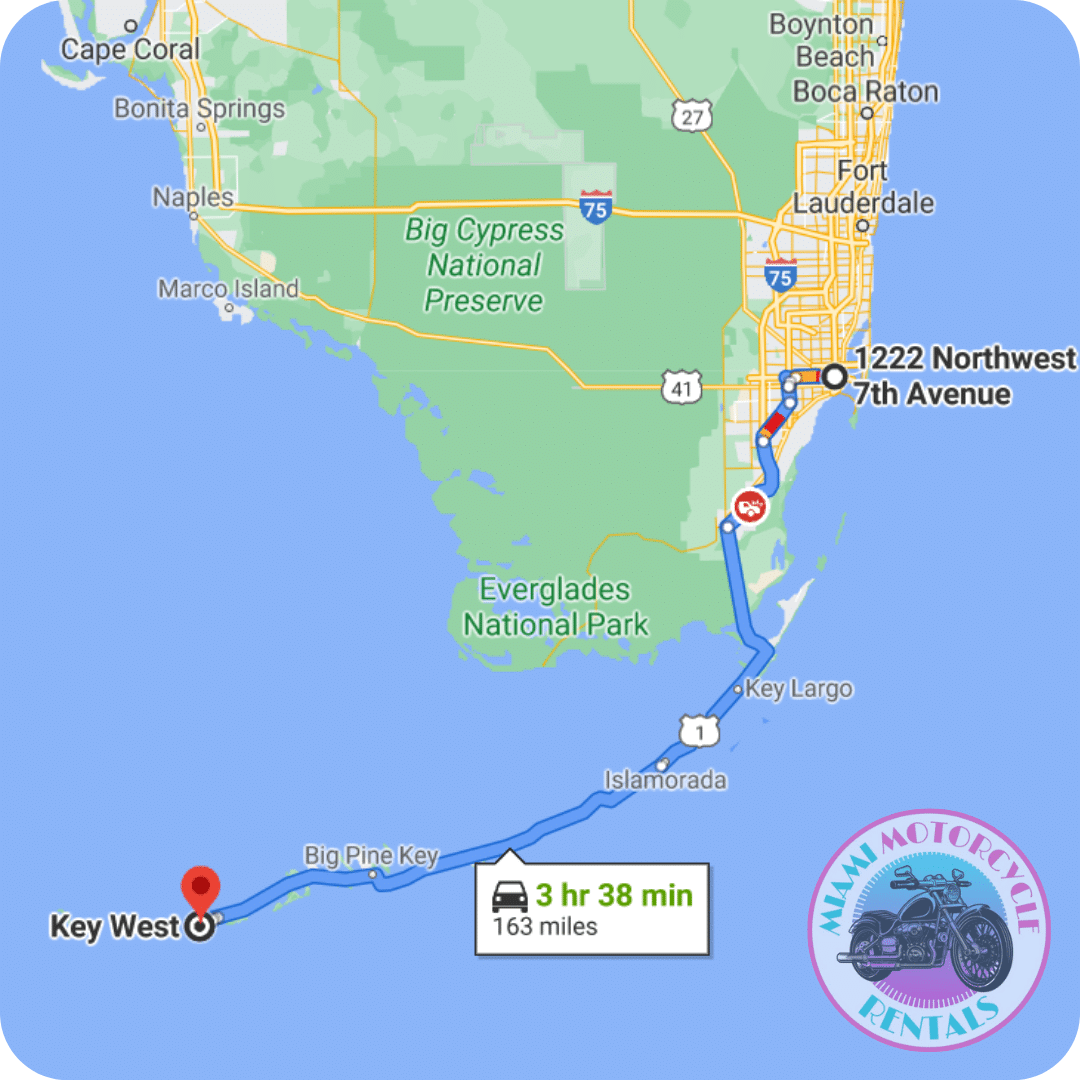 Boynton
Beach
Cape Coral
Boca Raton
Bonita Springs
27
Fort
Lauderdale
Naples
75
Big Cypress
National
Preserve
75
Marco Island
1222 Northwest
7th Avenue
41
Everglades
National Park
Key Largo
1
Islamorada
Big Pine Key
3 hr 38 min
163 miles
Key West
MIAMI MOTORCYCLE
RENTALS